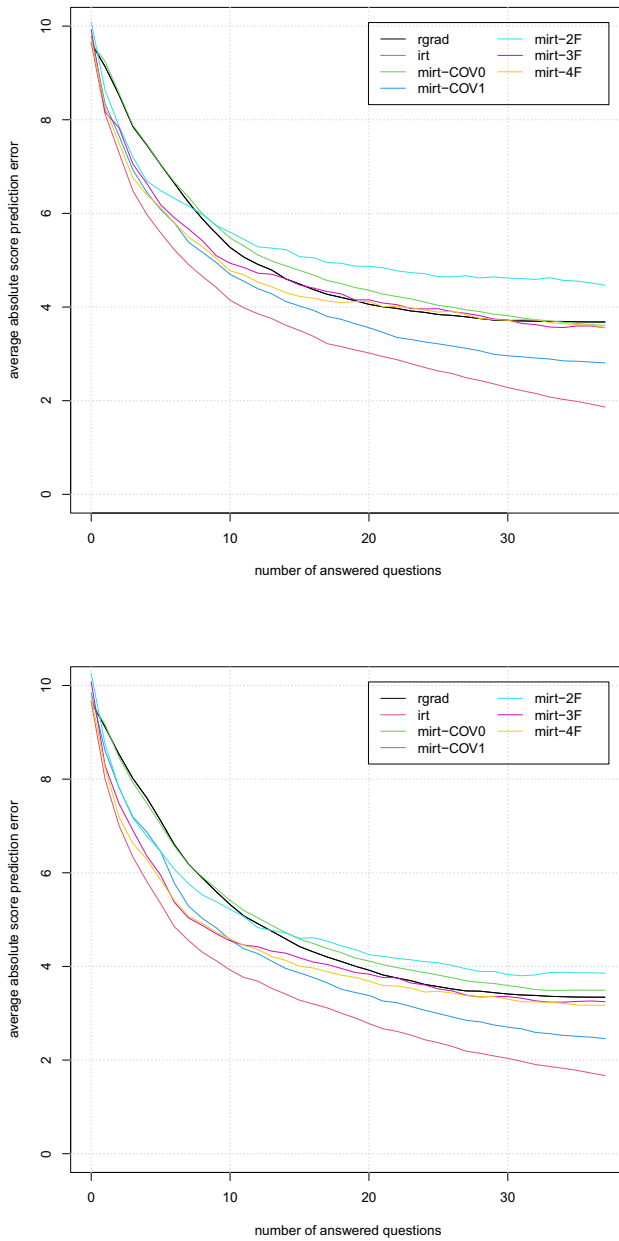 10
8
6
4
2
0
average absolute score prediction error
rgrad
irt
mirt−COV0
mirt−COV1
mirt−2F
mirt−3F
mirt−4F
0 10 20 30
number of answered questions
10
8
6
4
2
0
average absolute score prediction error
rgrad
irt
mirt−COV0
mirt−COV1
mirt−2F
mirt−3F
mirt−4F
0 10 20 30
number of answered questions